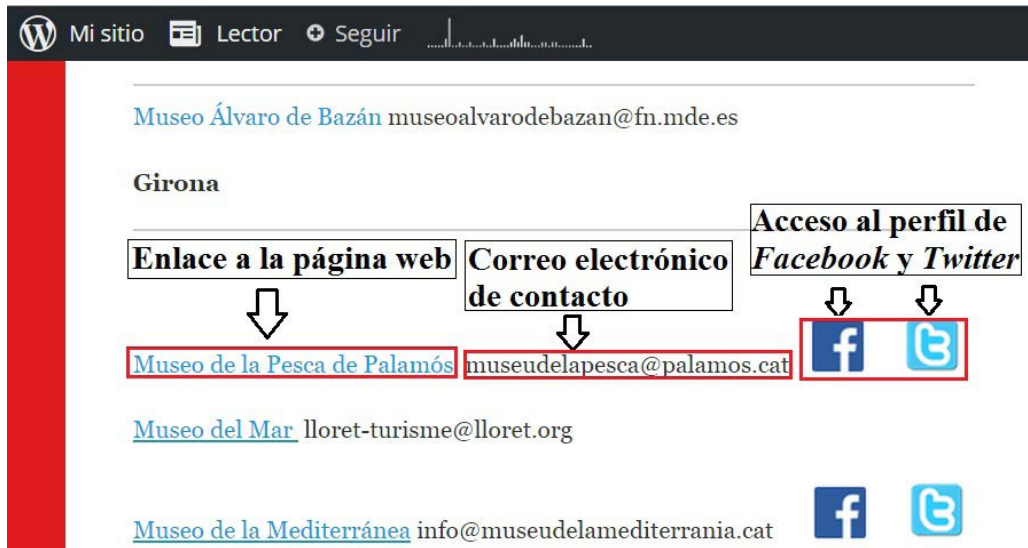 Mi sitio Lector Seguir
Museo Álvaro de Bazán museoalvarodebazan@fn.mde.es
Girona
Acceso al perfil de
Facebook y Twitter
Enlace a la página web
Correo electrónico
de contacto
Museo de la Pesca de Palamós museudelapesca@palamos.cat
Museo del Mar lloret-turisme@lloret.org
Museo de la Mediterránea info@museudelamediterrania.cat